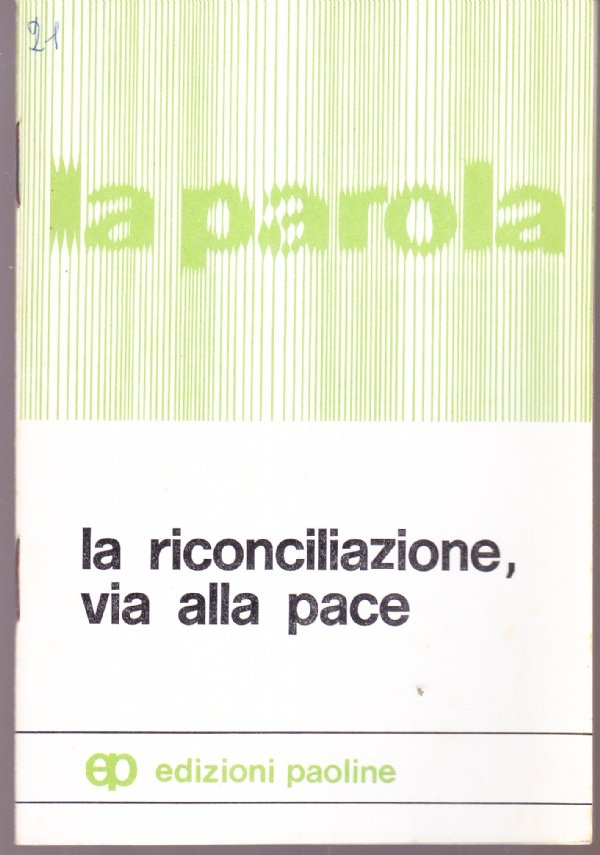 21
la parola
la riconciliazione,
via alla pace
ep edizioni paoline